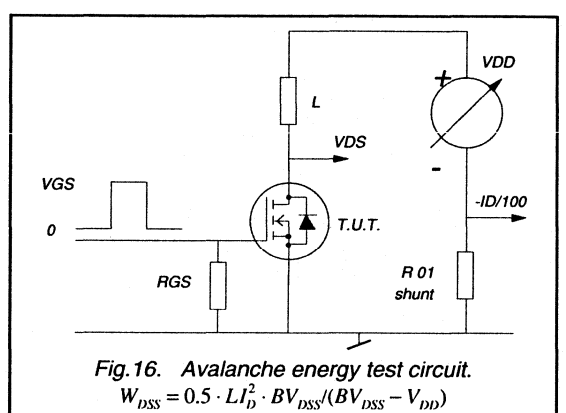 +
VDD
L
VDS
-
VGS
-ID/100
0
T.U.T.
RGS
R 01
shunt
Fig.16. Avalanche energy test circuit.
W_DSS = 0.5 · LI_D^2 · BV_DSS/(BV_DSS − V_DD)